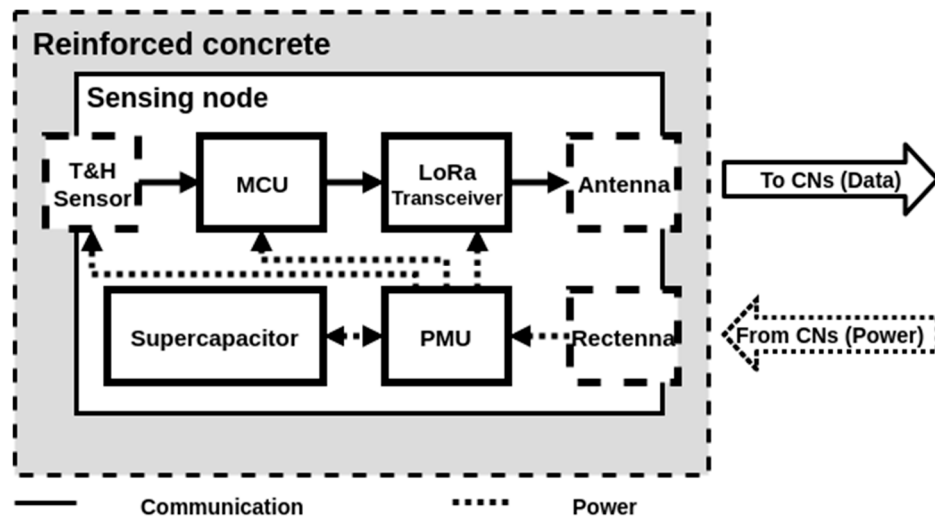 Reinforced concrete
Sensing node
T&H
Sensor
MCU
LoRa
Transceiver
Antenna
To CNs (Data)
Supercapacitor
PMU
Rectenna
From CNs (Power)
Communication
Power